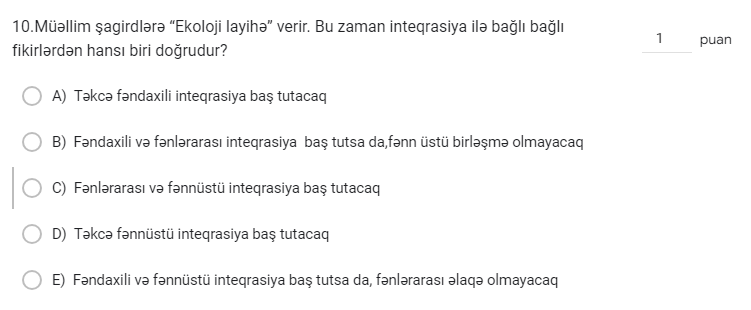 10.Müəllim şagirdlərə “Ekoloji layihə” verir. Bu zaman inteqrasiya ilə bağlı bağlı
fikirlərdən hansı biri doğrudur?
1 puan
A) Təkcə fəndaxili inteqrasiya baş tutacaq
B) Fəndaxili və fənlərarası inteqrasiya baş tutsa da,fənn üstü birləşmə olmayacaq
C) Fənlərarası və fənnüstü inteqrasiya baş tutacaq
D) Təkcə fənnüstü inteqrasiya baş tutacaq
E) Fəndaxili və fənnüstü inteqrasiya baş tutsa da, fənlərarası əlaqə olmayacaq